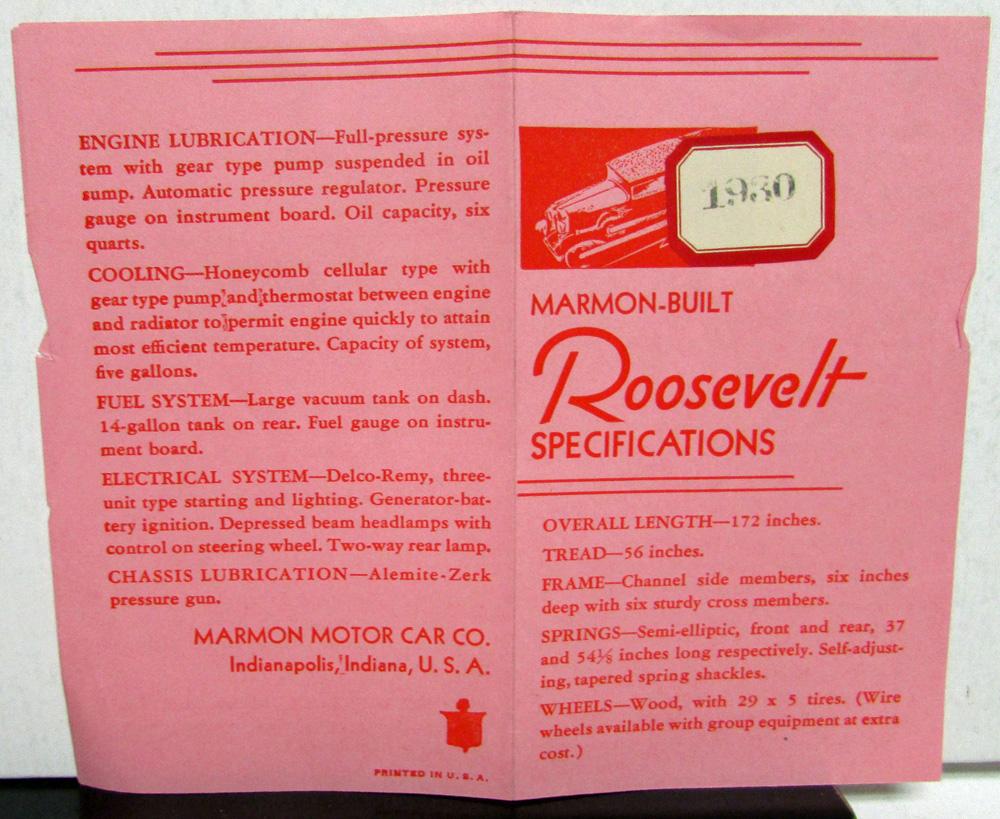 ENGINE LUBRICATION—Full-pressure sys-
tem with gear type pump suspended in oil
sump. Automatic pressure regulator. Pressure
gauge on instrument board. Oil capacity, six
quarts.
COOLING—Honeycomb cellular type with
gear type pump and thermostat between engine
and radiator to permit engine quickly to attain
most efficient temperature. Capacity of system,
five gallons.
FUEL SYSTEM—Large vacuum tank on dash.
14-gallon tank on rear. Fuel gauge on instru-
ment board.
ELECTRICAL SYSTEM—Delco-Remy, three-
unit type starting and lighting. Generator-bat-
tery ignition. Depressed beam headlamps with
control on steering wheel. Two-way rear lamp.
CHASSIS LUBRICATION—Alemite-Zerk
pressure gun.
MARMON MOTOR CAR CO.
Indianapolis, Indiana, U. S. A.
PRINTED IN U. S. A.
1930
MARMON-BUILT
Roosevelt
SPECIFICATIONS
OVERALL LENGTH—172 inches.
TREAD—56 inches.
FRAME—Channel side members, six inches
deep with six sturdy cross members.
SPRINGS—Semi-elliptic, front and rear, 37
and inches long respectively. Self-adjust-
ing, tapered spring shackles.
WHEELS—Wood, with 29 x 5 tires. (Wire
wheels available with group equipment at extra
cost.)